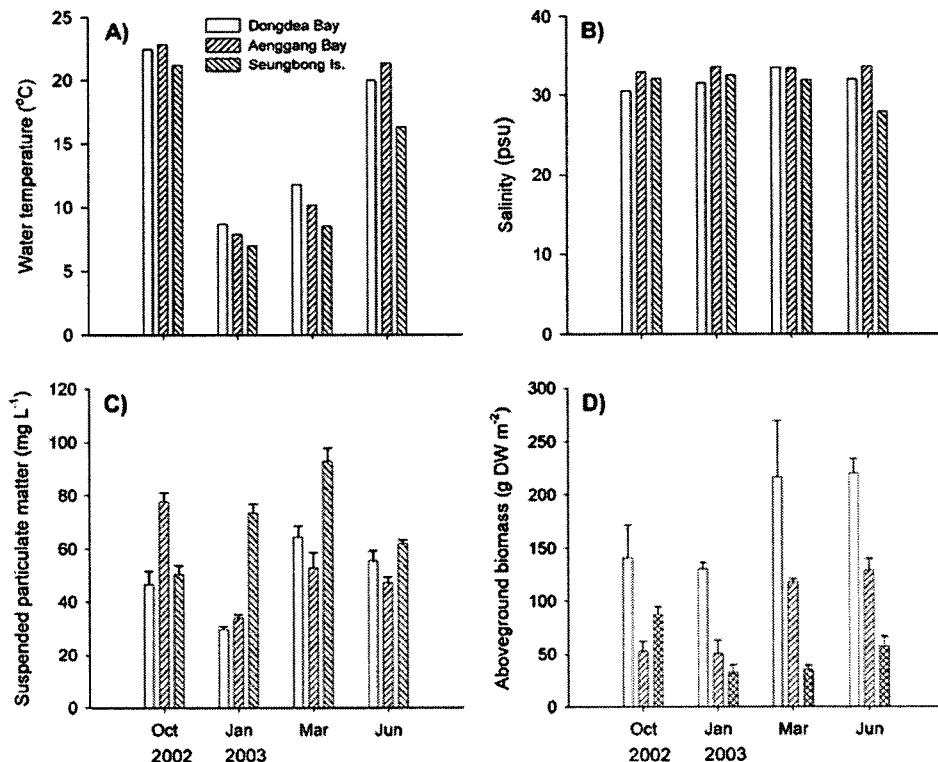 A)
Dongdea Bay
Aenggang Bay
Seungbong Is.
Water temperature (°C)
25
20
15
10
5
0
B)
Salinity (psu)
40
30
20
10
0
C)
Suspended particulate matter (mg L⁻¹)
120
100
80
60
40
20
0
Oct Jan Mar Jun
2002 2003
D)
Aboveground biomass (g DW m⁻²)
300
250
200
150
100
50
0
Oct Jan Mar Jun
2002 2003